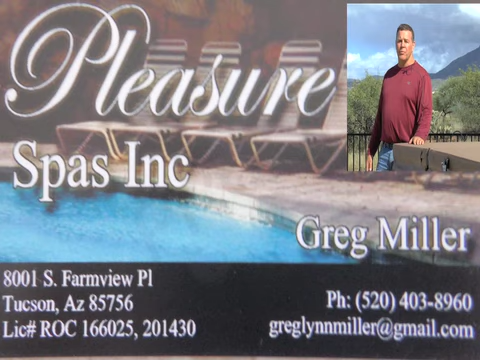 Pleasure
Spas Inc
Greg Miller
8001 S. Farmview Pl
Tucson, Az 85756
Lic# ROC 166025, 201430
Ph: (520) 403-8960
greglynnmiller@gmail.com